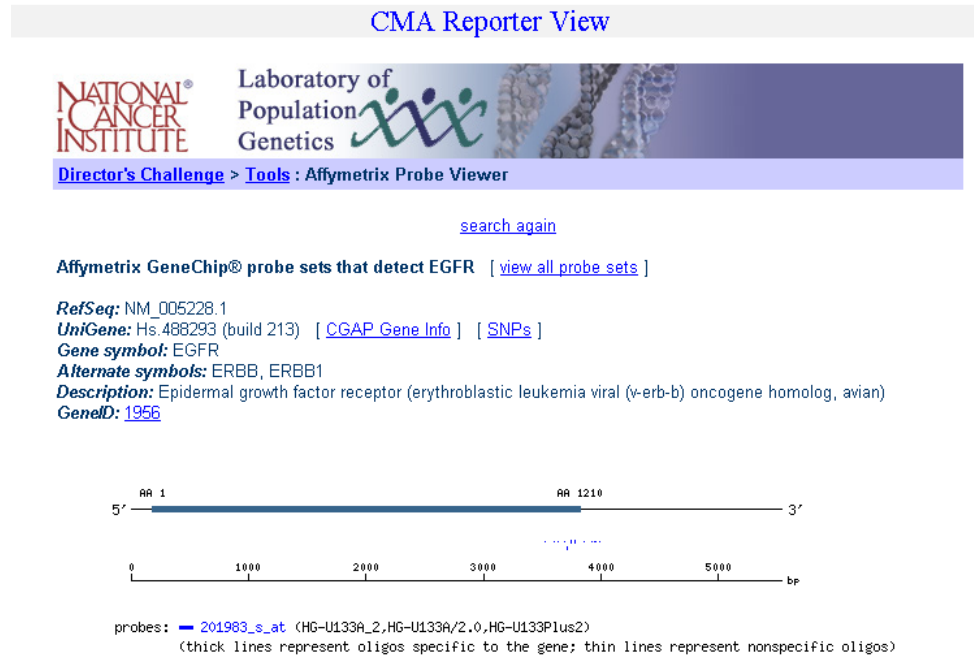 CMA Reporter View
NATIONAL®
CANCER
INSTITUTE
Laboratory of
Population
Genetics
Director's Challenge > Tools : Affymetrix Probe Viewer
search again
Affymetrix GeneChip® probe sets that detect EGFR [ view all probe sets ]
RefSeq: NM_005228.1
UniGene: Hs.488293 (build 213) [ CGAP Gene Info ] [ SNPs ]
Gene symbol: EGFR
Alternate symbols: ERBB, ERBB1
Description: Epidermal growth factor receptor (erythroblastic leukemia viral (v-erb-b) oncogene homolog, avian)
GeneID: 1956
AA 1 AA 1210
5′ 3′
0 1000 2000 3000 4000 5000
bp
probes: 201983_s_at (HG-U133A_2,HG-U133A/2.0,HG-U133Plus2)
(thick lines represent oligos specific to the gene; thin lines represent nonspecific oligos)